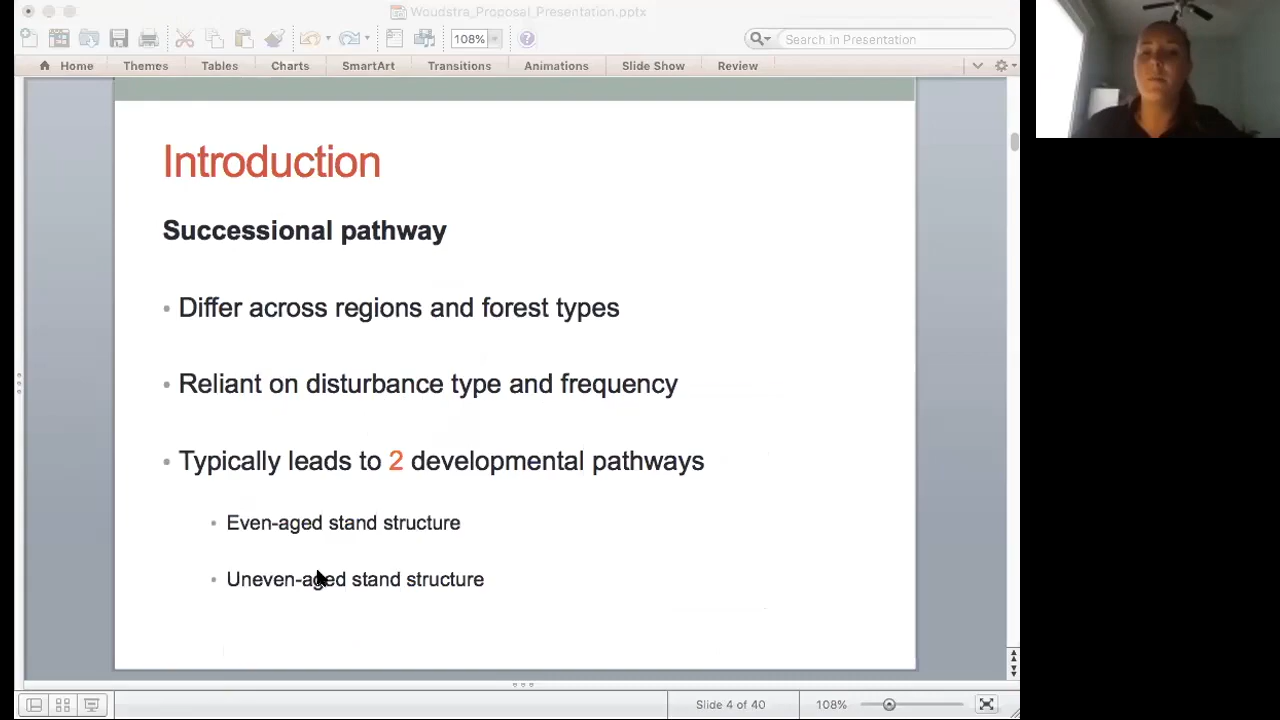 Woudstra_Proposal_Presentation.pptx
108%
Search in Presentation
Home Themes Tables Charts SmartArt Transitions Animations Slide Show Review
Introduction
Successional pathway
• Differ across regions and forest types
• Reliant on disturbance type and frequency
• Typically leads to 2 developmental pathways
• Even-aged stand structure
• Uneven-aged stand structure
Slide 4 of 40
108%